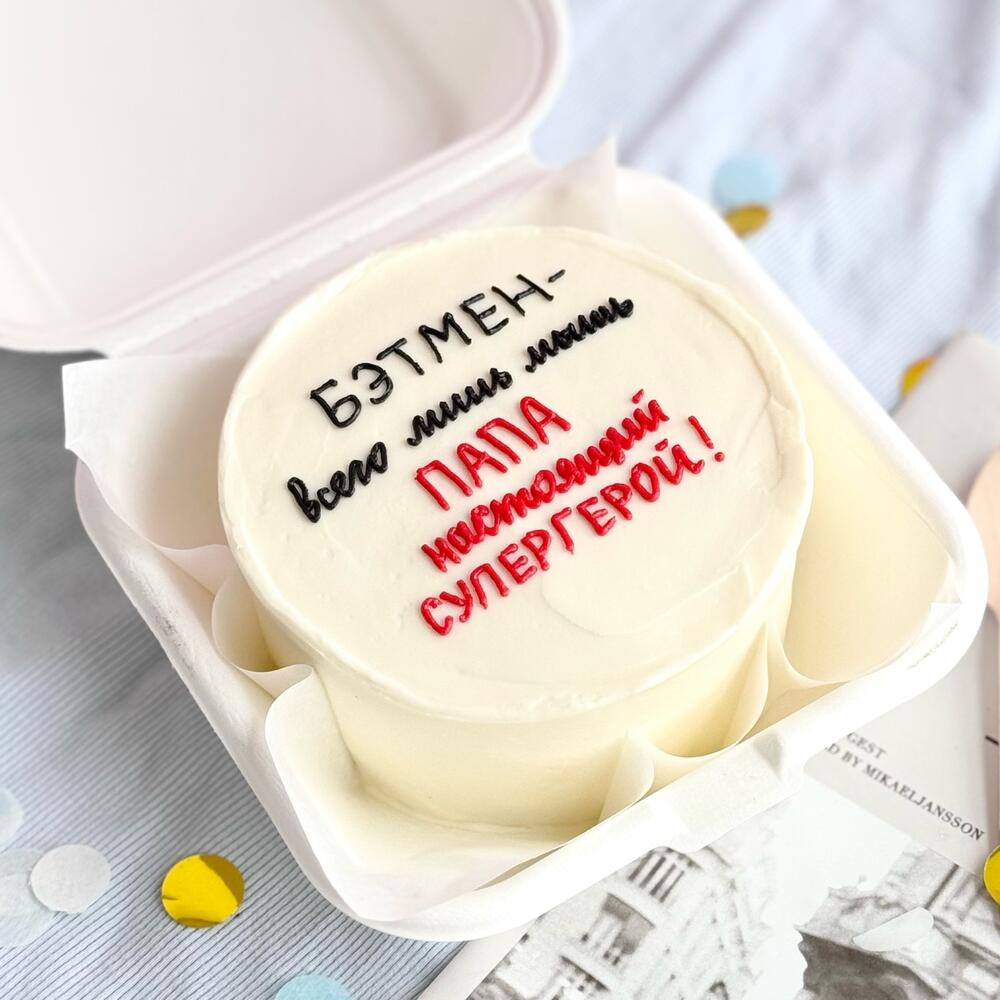 БЭТМЕН-
всего лишь мышь
ПАПА
настоящий
СУПЕРГЕРОЙ!
GEST
D BY MIKAELJANSSON